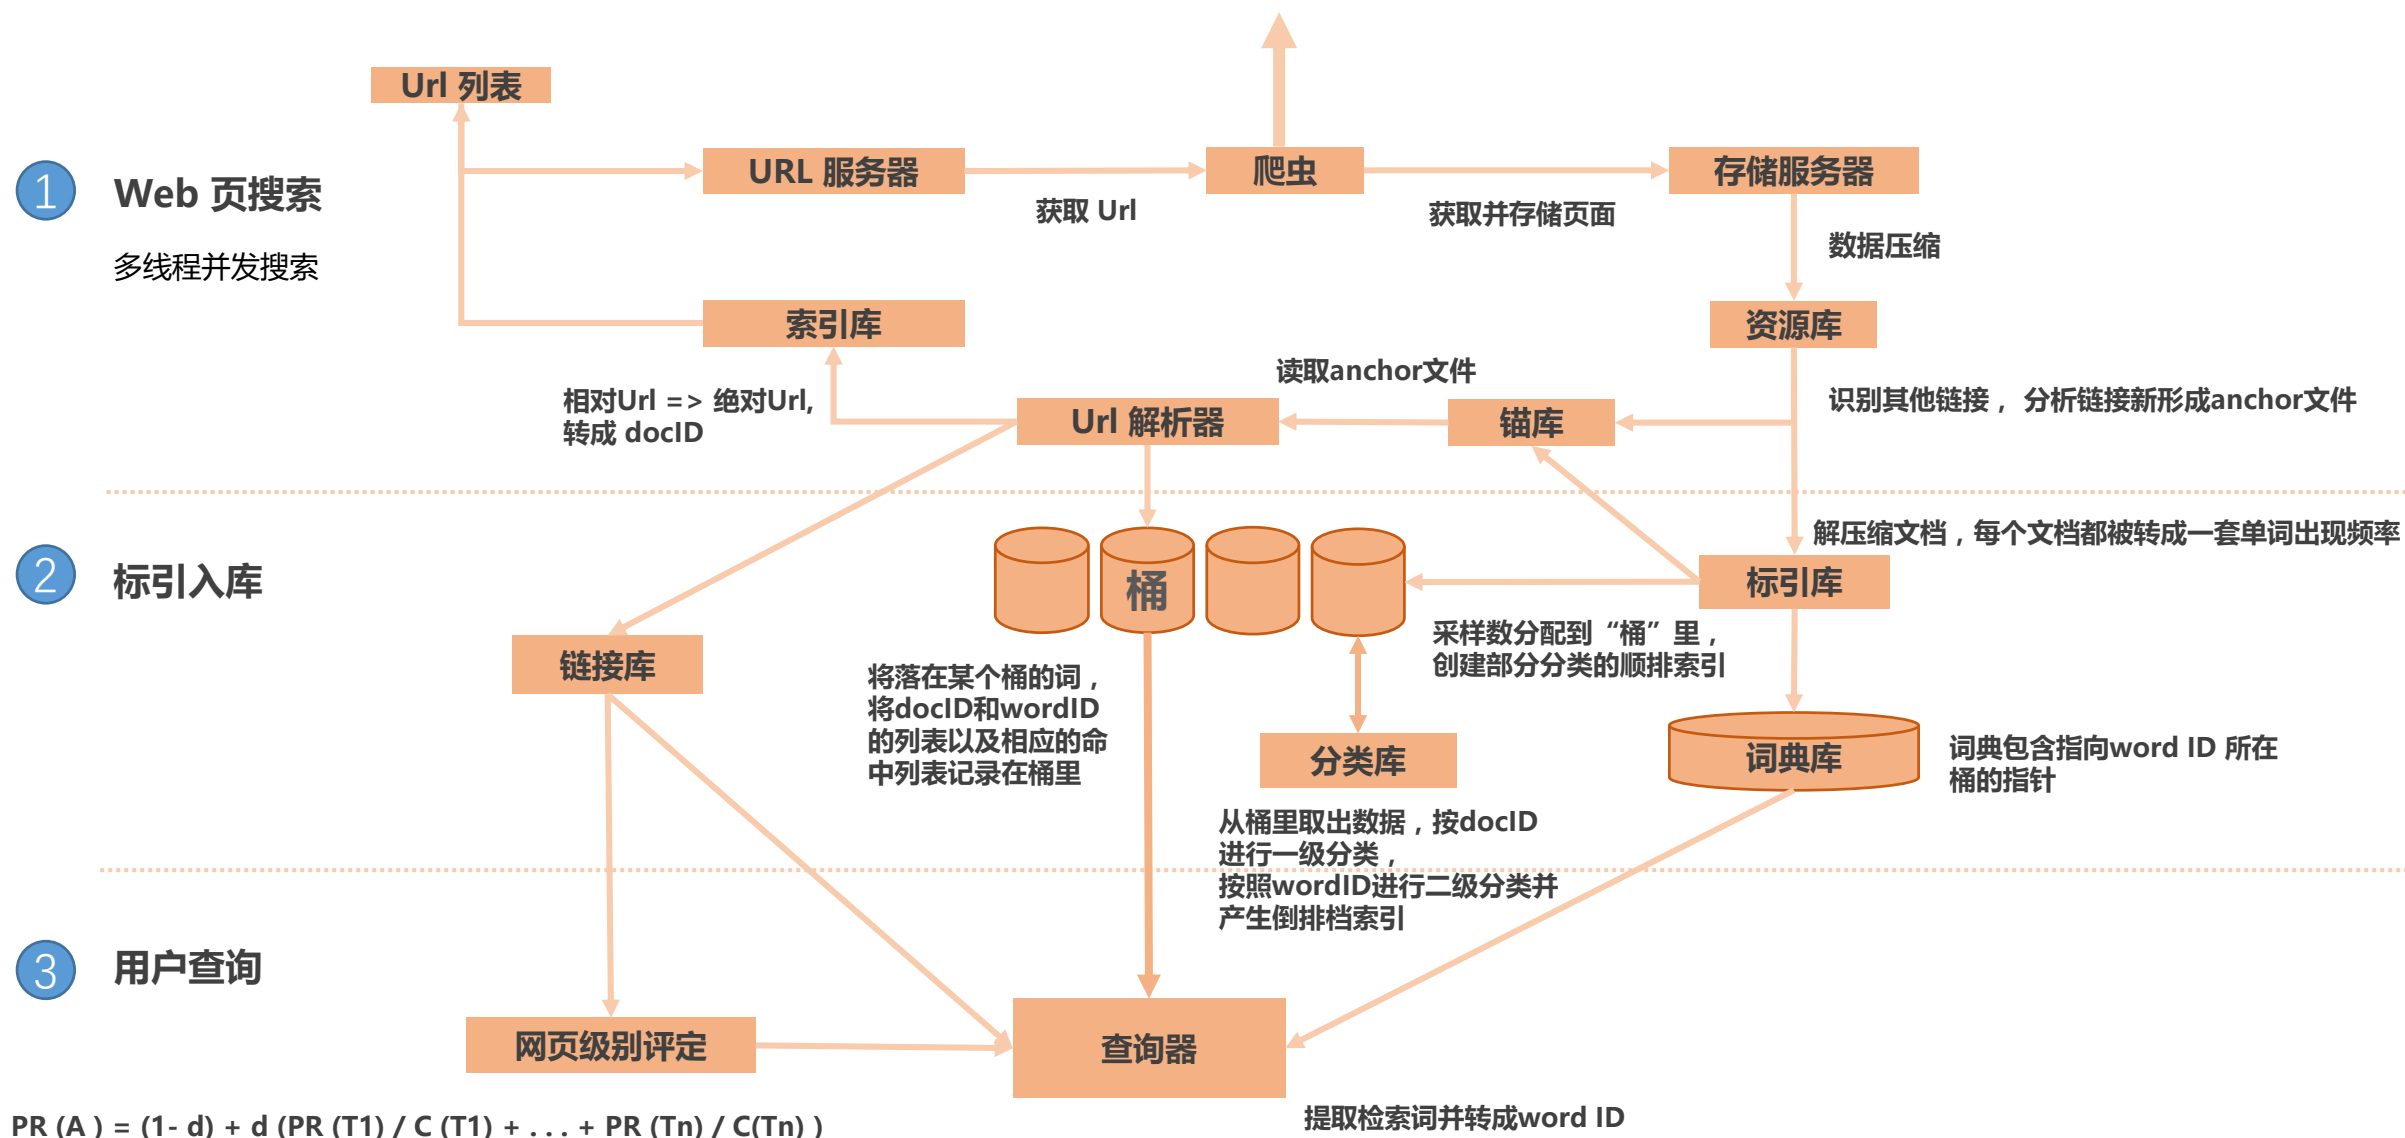 Url 列表
1
Web 页搜索
多线程并发搜索
URL 服务器
获取 Url
爬虫
获取并存储页面
存储服务器
数据压缩
索引库
资源库
相对Url => 绝对Url,
转成 docID
Url 解析器
读取anchor文件
锚库
识别其他链接， 分析链接新形成anchor文件
2
标引入库
桶
解压缩文档，每个文档都被转成一套单词出现频率
标引库
链接库
将落在某个桶的词，
将docID和wordID
的列表以及相应的命
中列表记录在桶里
采样数分配到“桶”里，
创建部分分类的顺排索引
分类库
从桶里取出数据，按docID
进行一级分类，
按照wordID进行二级分类并
产生倒排档索引
词典库
词典包含指向word ID 所在
桶的指针
3
用户查询
网页级别评定
查询器
PR (A ) = (1- d) + d (PR (T1) / C (T1) + . . . + PR (Tn) / C(Tn) )
提取检索词并转成word ID